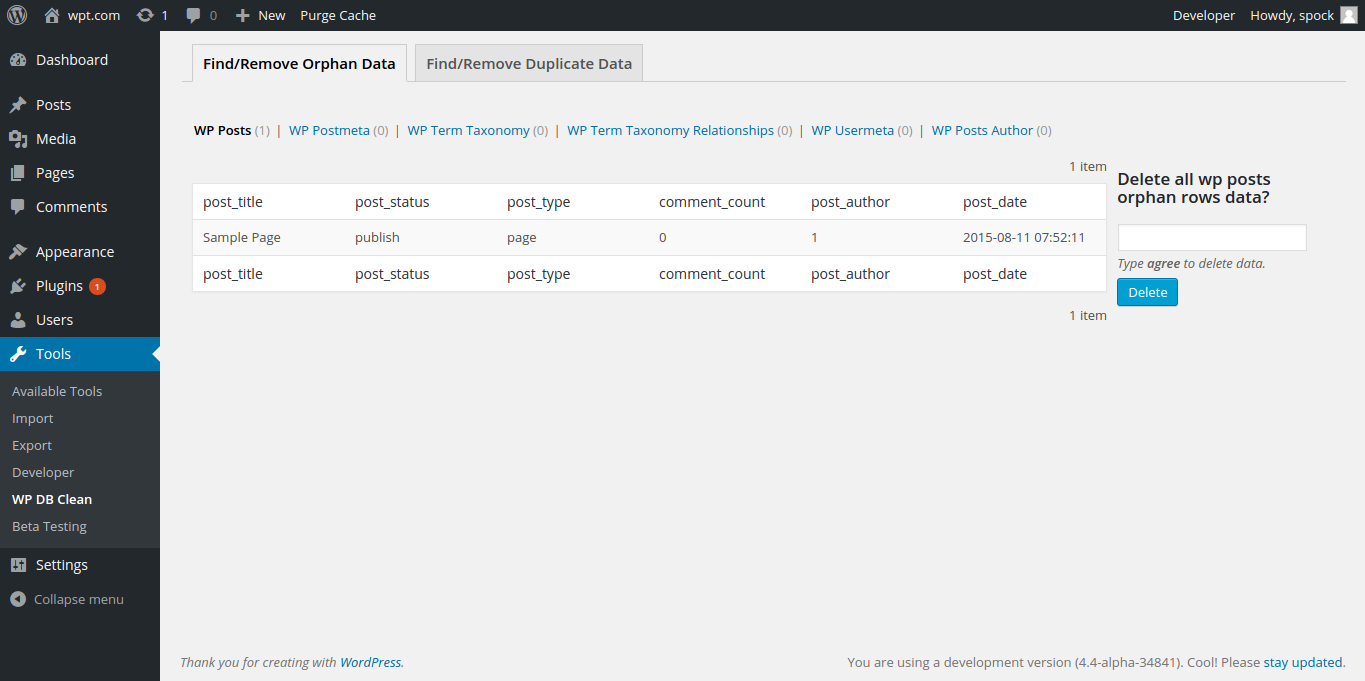 wpt.com 1 0 New Purge Cache Developer Howdy, spock
Dashboard
Posts
Media
Pages
Comments
Appearance
Plugins 1
Users
Tools
Available Tools
Import
Export
Developer
WP DB Clean
Beta Testing
Settings
Collapse menu
Find/Remove Orphan Data Find/Remove Duplicate Data
WP Posts (1) | WP Postmeta (0) | WP Term Taxonomy (0) | WP Term Taxonomy Relationships (0) | WP Usermeta (0) | WP Posts Author (0)
1 item
post_title post_status post_type comment_count post_author post_date
Sample Page publish page 0 1 2015-08-11 07:52:11
post_title post_status post_type comment_count post_author post_date
1 item
Delete all wp posts
orphan rows data?
Type agree to delete data.
Delete
Thank you for creating with WordPress.
You are using a development version (4.4-alpha-34841). Cool! Please stay updated.